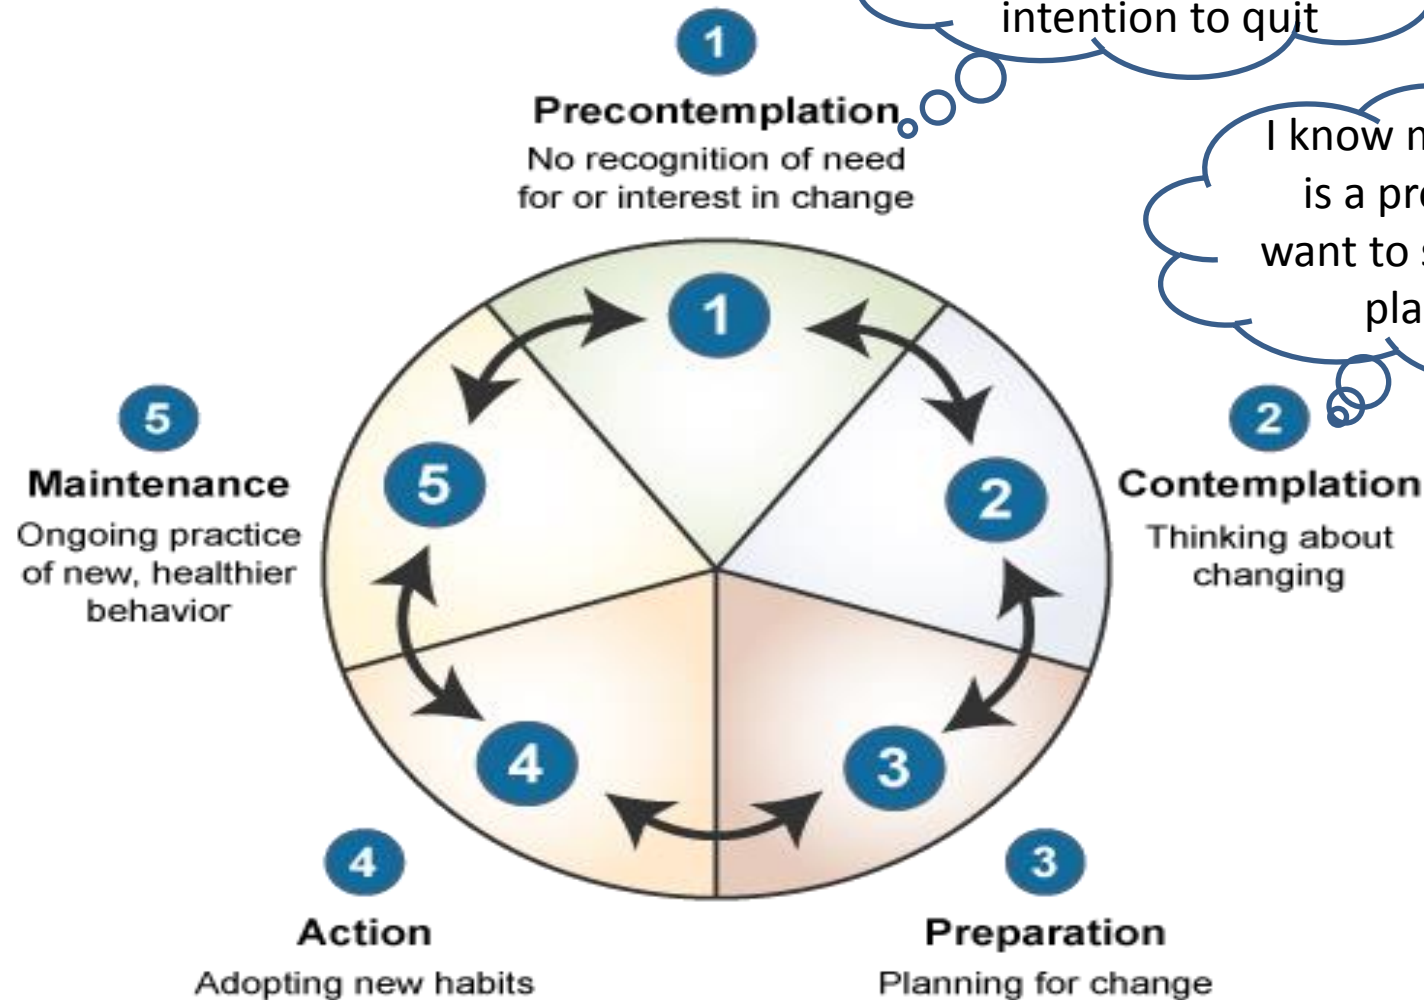 intention to quit
1
Precontemplation
No recognition of need
for or interest in change
I know
is a
want to
1
5
Maintenance
Ongoing practice
of new, healthier
behavior
5
2
2
Contemplation
Thinking about
changing
4
3
4
Action
Adopting new habits
3
Preparation
Planning for change